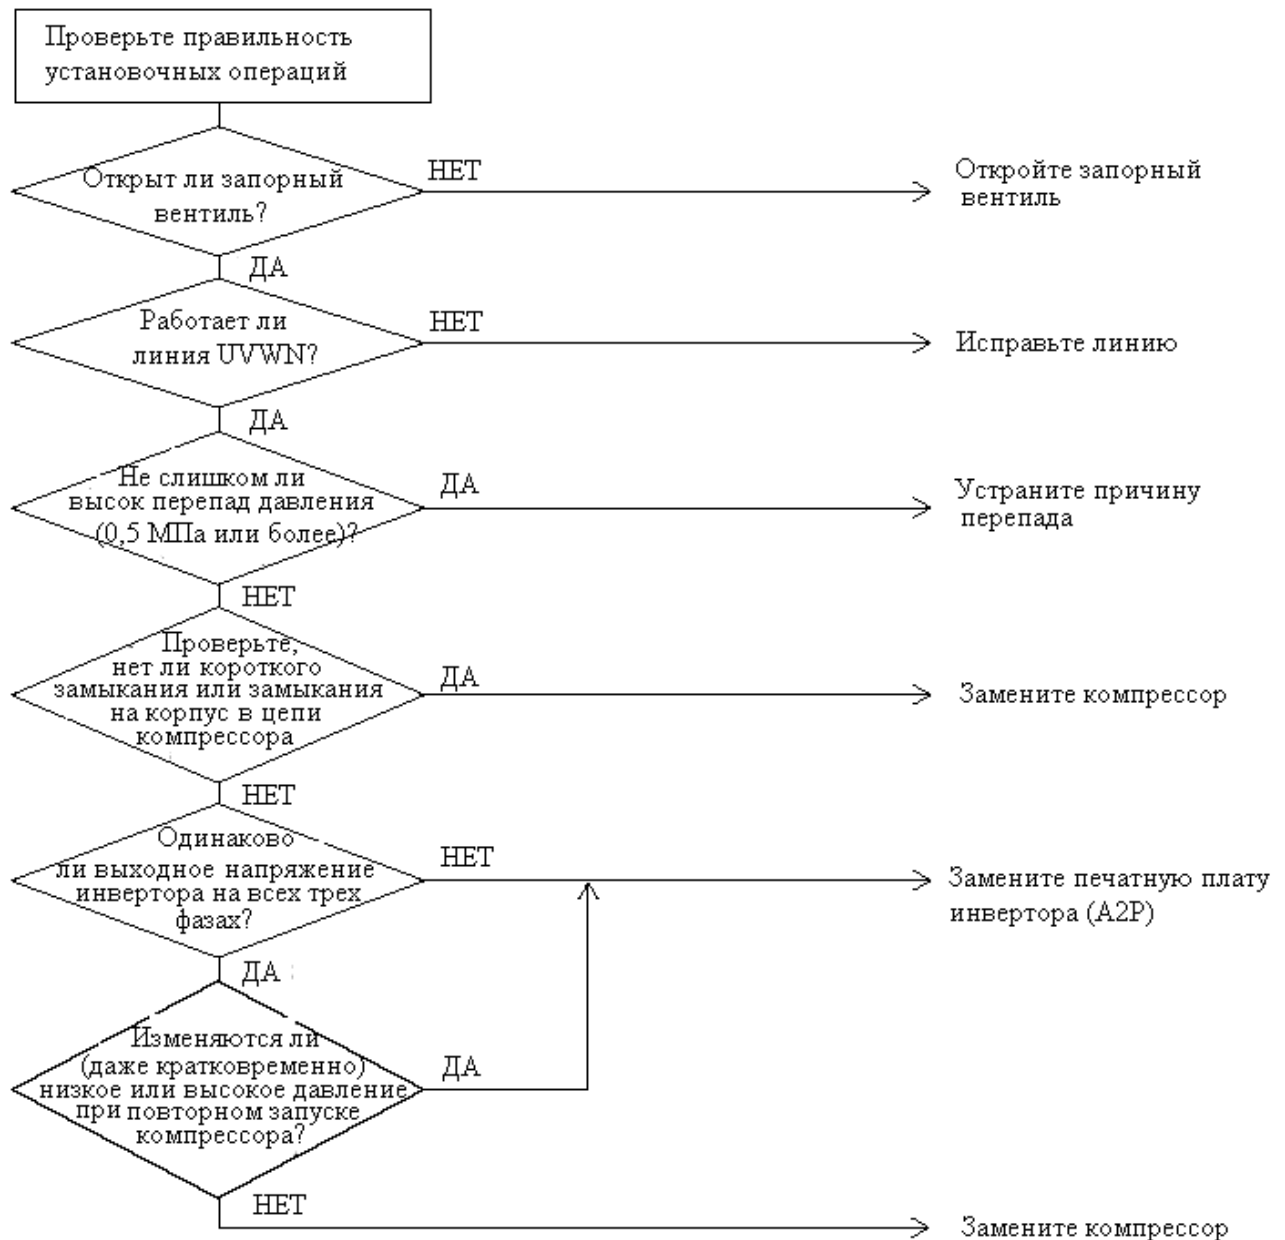 Проверьте правильность
установочных операций
Открыт ли запорный
вентиль?
НЕТ
Откройте запорный
вентиль
ДА
Работает ли
линия UVWN?
НЕТ
Исправьте линию
ДА
Не слишком ли
высок перепад давления
(0,5 МПа или более)?
ДА
Устраните причину
перепада
НЕТ
Проверьте,
нет ли короткого
замыкания или замыкания
на корпус в цепи
компрессора
ДА
Замените компрессор
НЕТ
Одинаково
ли выходное напряжение
инвертора на всех трех
фазах?
НЕТ
Замените печатную плату
инвертора (A2P)
ДА
Изменяются ли
(даже кратковременно)
низкое или высокое давление
при повторном запуске
компрессора?
ДА
НЕТ
Замените компрессор